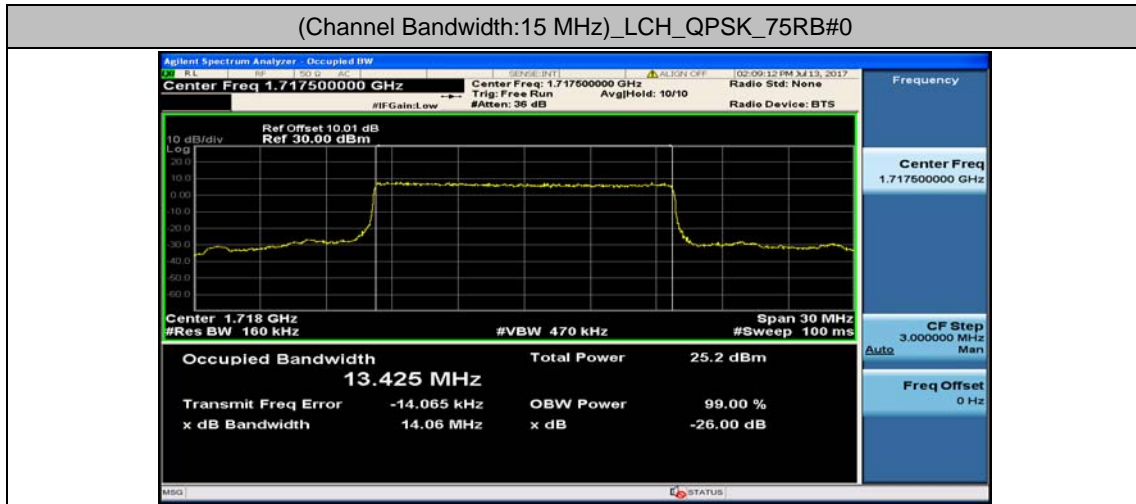 (Channel Bandwidth:15 MHz)_LCH_QPSK_75RB#0
Agilent Spectrum Analyzer - Occupied BW
RL RF 50 Ω AC SENSE:INT ALIGN OFF 02:09:12 PM Jul 13, 2017
Center Freq 1.717500000 GHz Center Freq: 1.717500000 GHz Radio Std: None
Trig: Free Run Avg|Hold: 10/10
#IFGain:Low #Atten: 36 dB Radio Device: BTS
Frequency
Ref Offset 10.01 dB
10 dB/div Ref 30.00 dBm
Log
20.0
10.0
0.00
-10.0
-20.0
-30.0
-40.0
-50.0
-60.0
Center 1.718 GHz Span 30 MHz
#Res BW 160 kHz #VBW 470 kHz #Sweep 100 ms
Occupied Bandwidth Total Power 25.2 dBm
13.425 MHz
Transmit Freq Error -14.065 kHz OBW Power 99.00 %
x dB Bandwidth 14.06 MHz x dB -26.00 dB
Center Freq
1.717500000 GHz
CF Step
3.000000 MHz
Auto Man
Freq Offset
0 Hz
MSG STATUS